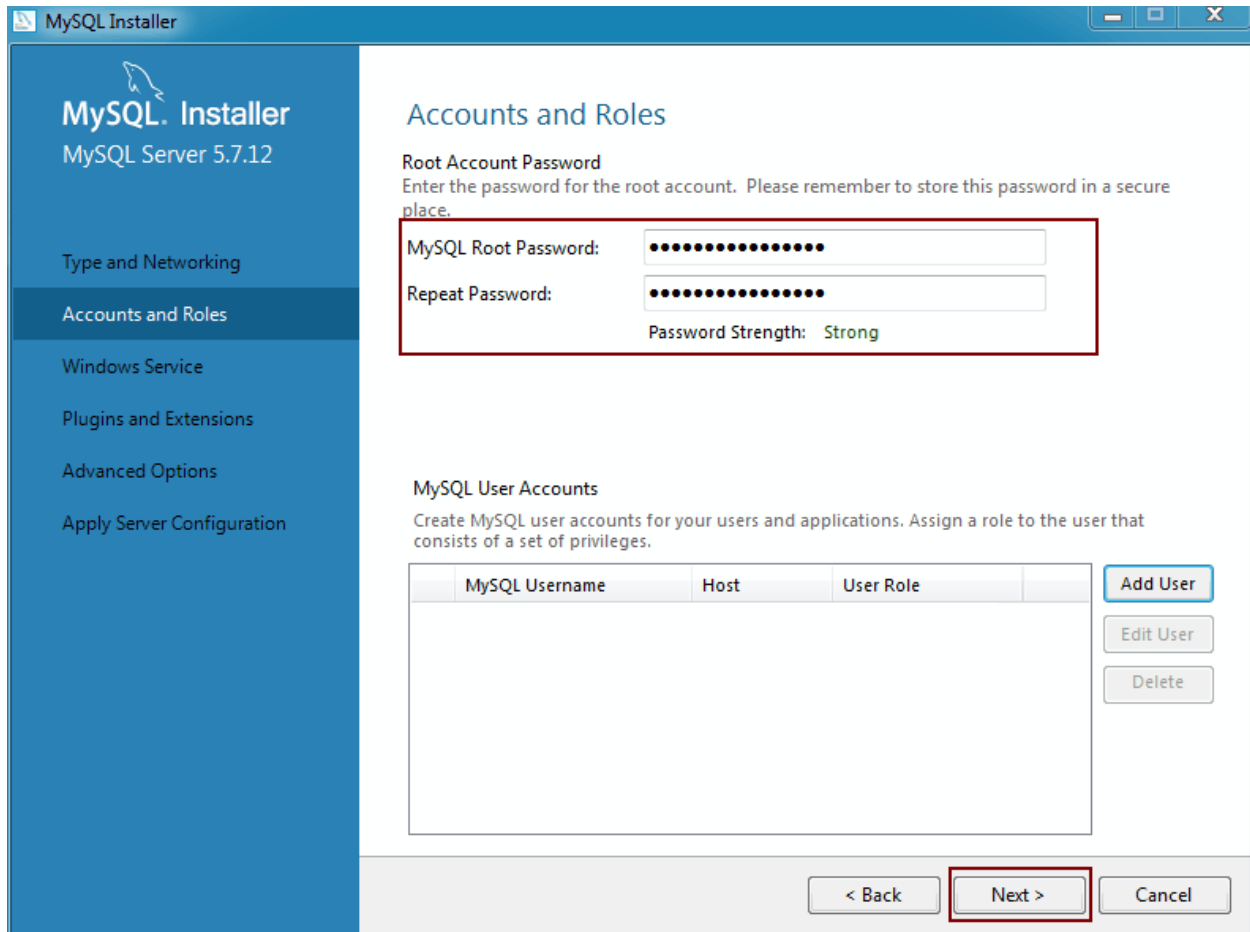 MySQL Installer
MySQL. Installer
MySQL Server 5.7.12
Type and Networking
Accounts and Roles
Windows Service
Plugins and Extensions
Advanced Options
Apply Server Configuration
Accounts and Roles
Root Account Password
Enter the password for the root account.  Please remember to store this password in a secure
place.
MySQL Root Password: ••••••••••••••••
Repeat Password: ••••••••••••••••
Password Strength: Strong
MySQL User Accounts
Create MySQL user accounts for your users and applications. Assign a role to the user that
consists of a set of privileges.
MySQL Username Host User Role
Add User
Edit User
Delete
< Back Next > Cancel